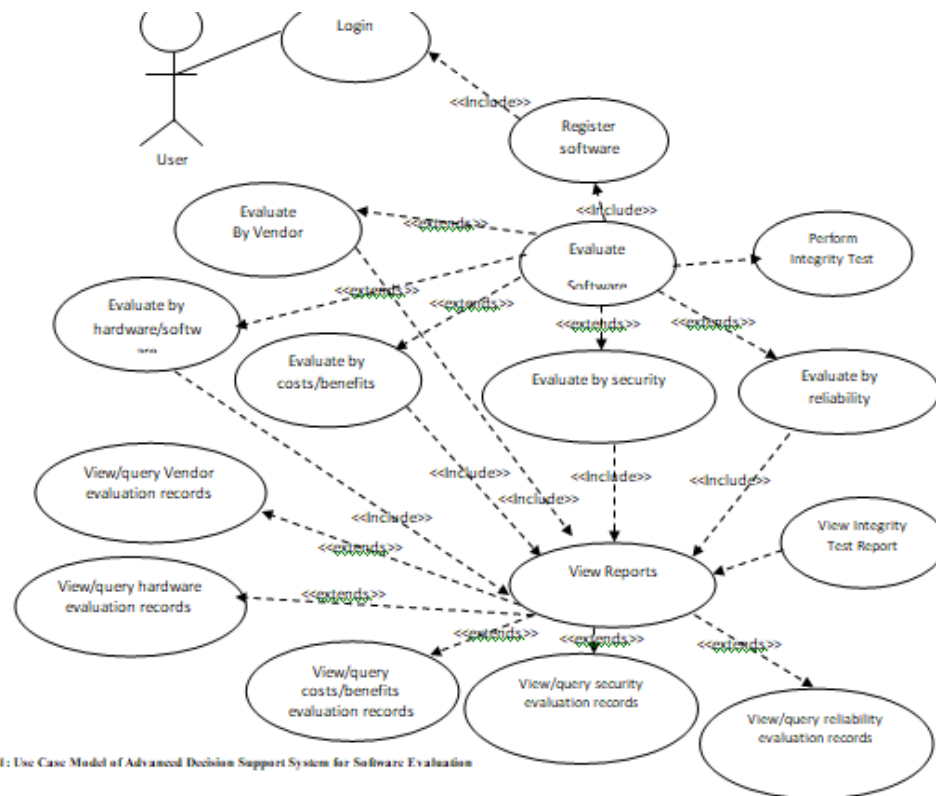 Login
<<Include>>
Register
software
User
Evaluate
By Vendor
<<extends>>
<<Include>>
Evaluate
Software
Perform
Integrity Test
Evaluate by
hardware/softw
are
<<extends>>
<<extends>>
<<extends>>
<<extends>>
Evaluate by
costs/benefits
Evaluate by security
Evaluate by
reliability
View/query Vendor
evaluation records
<<Include>>
<<Include>>
<<Include>>
<<Include>>
<<Include>>
<<extends>>
View Integrity
Test Report
View Reports
View/query hardware
evaluation records
<<extends>>
<<extends>>
<<extends>>
<<extends>>
View/query
costs/benefits
evaluation records
View/query security
evaluation records
View/query reliability
evaluation records
1: Use Case Model of Advanced Decision Support System for Software Evaluation